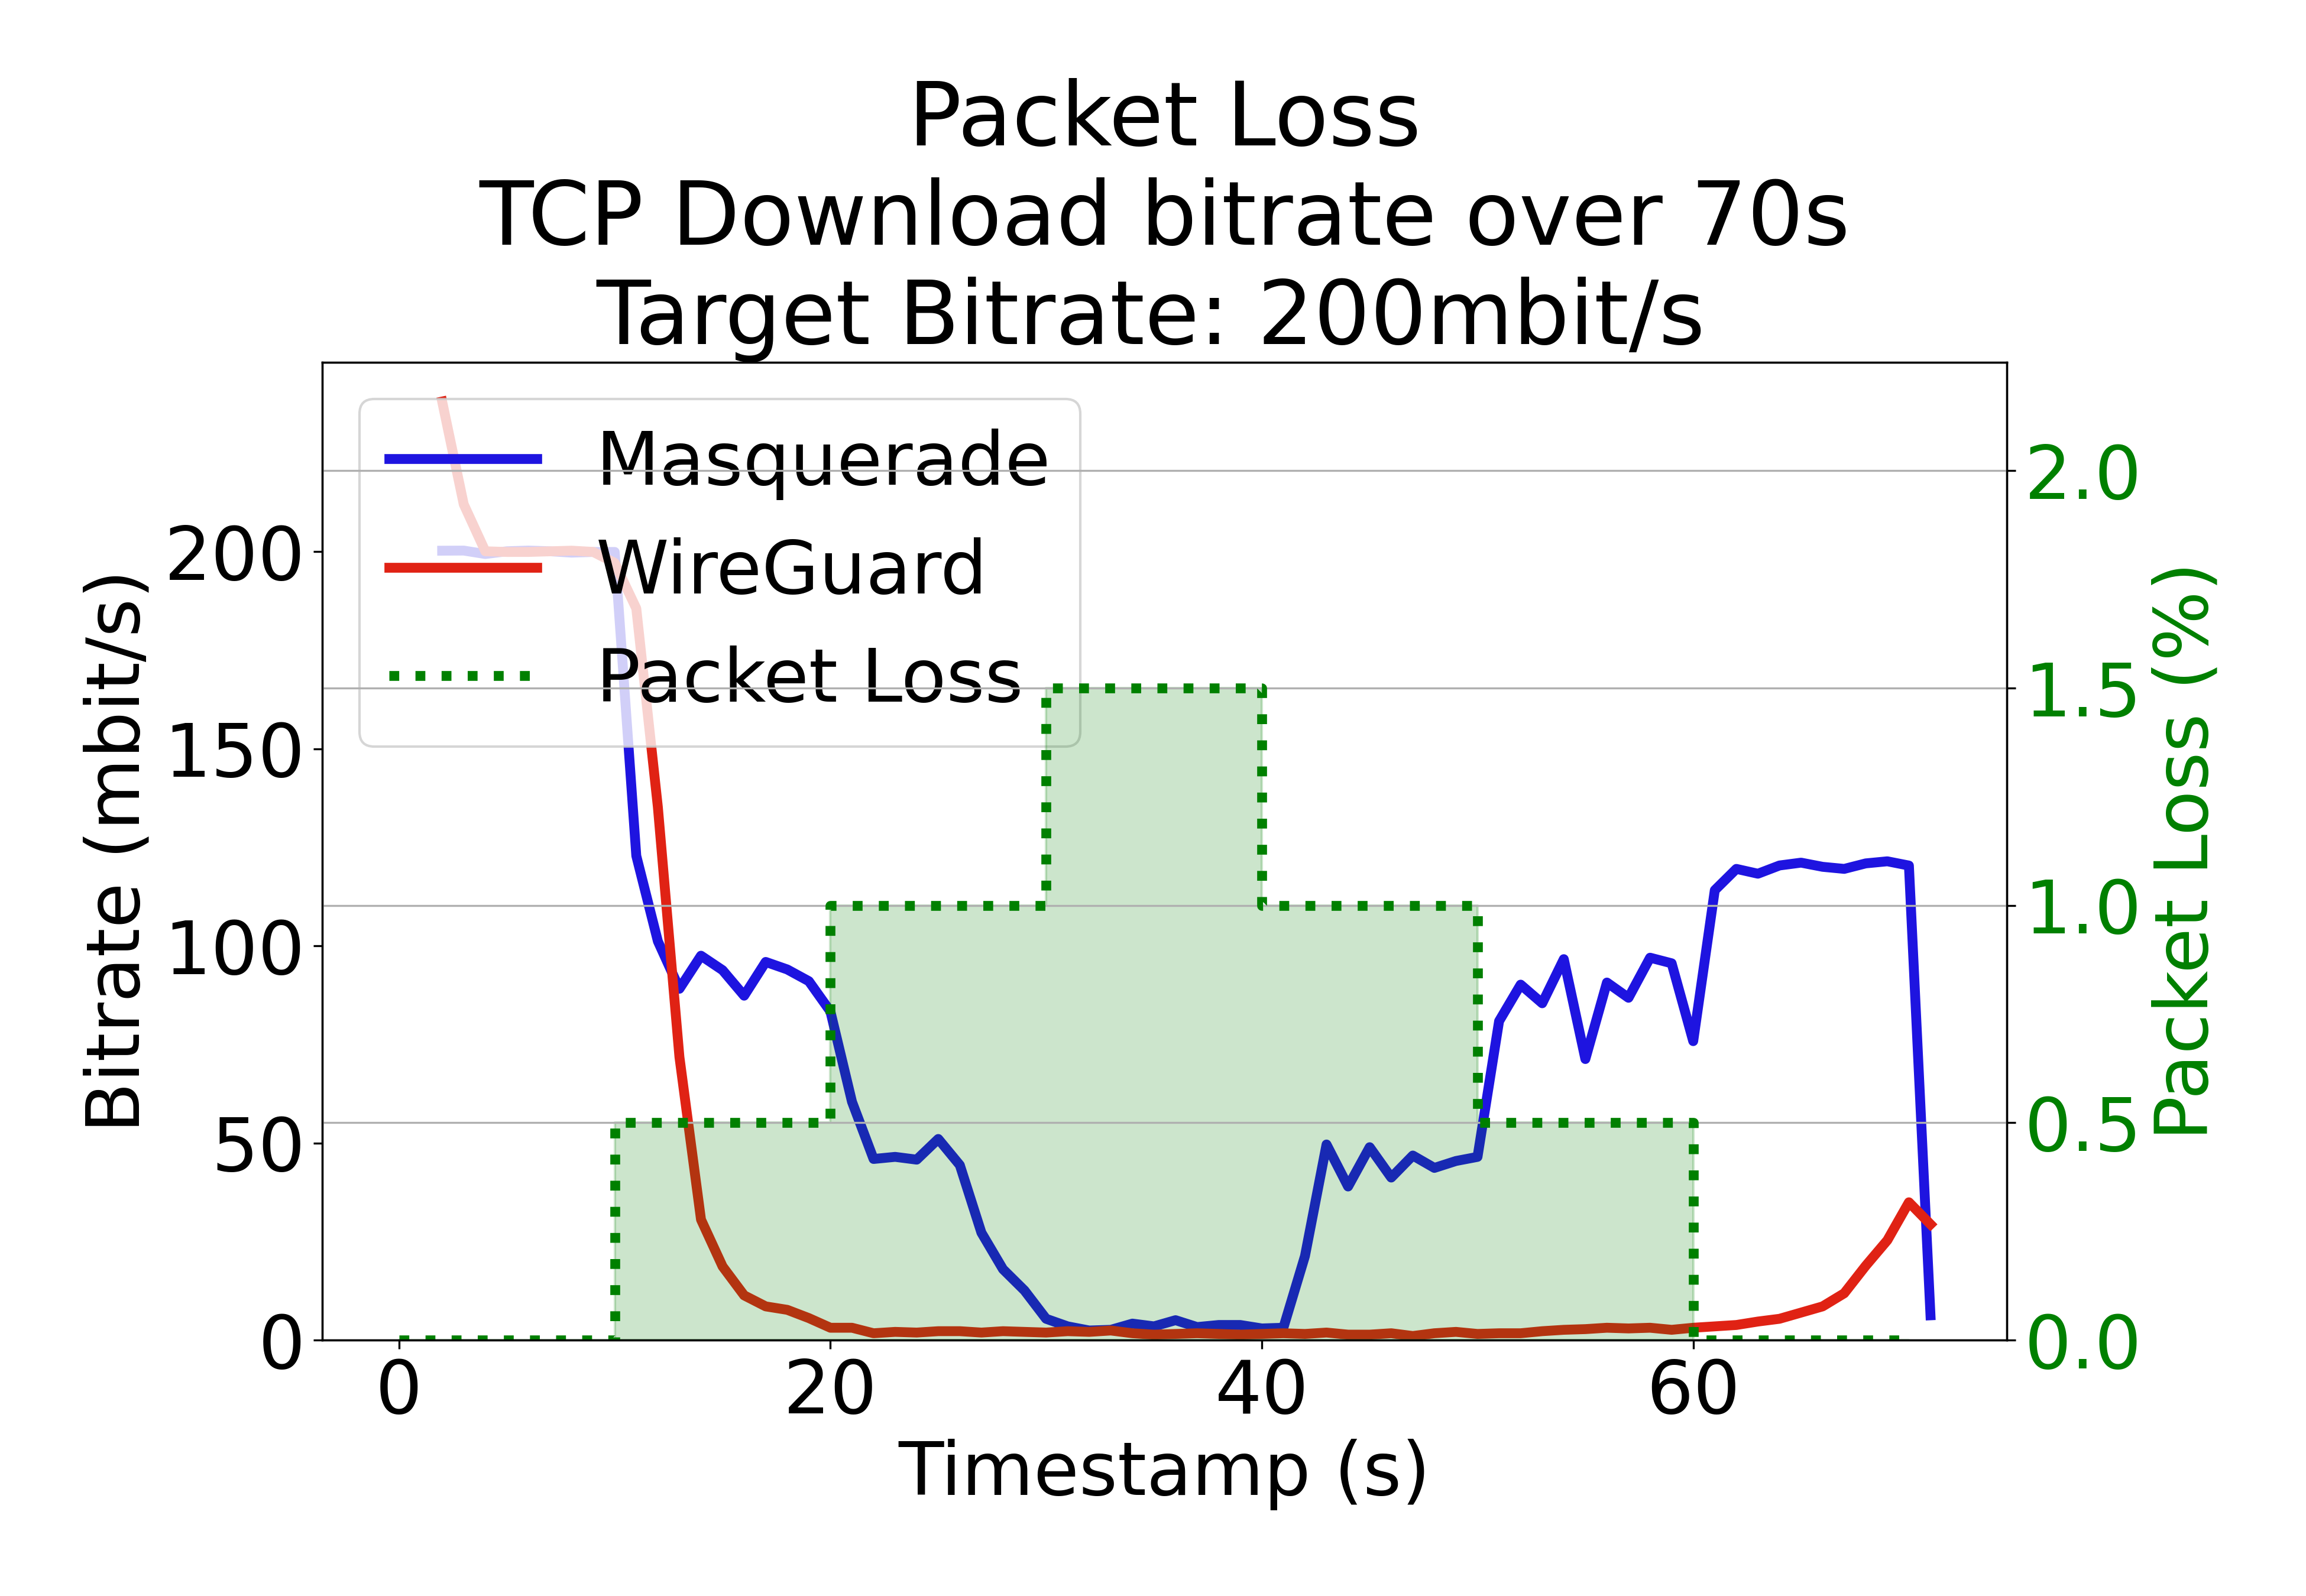 Packet Loss
TCP Download bitrate over 70s
Target Bitrate: 200mbit/s
Masquerade
WireGuard
Packet Loss
Bitrate (mbit/s)
200
150
100
50
0
2.0
1.5
1.0
0.5
0.0
Packet Loss (%)
0 20 40 60
Timestamp (s)